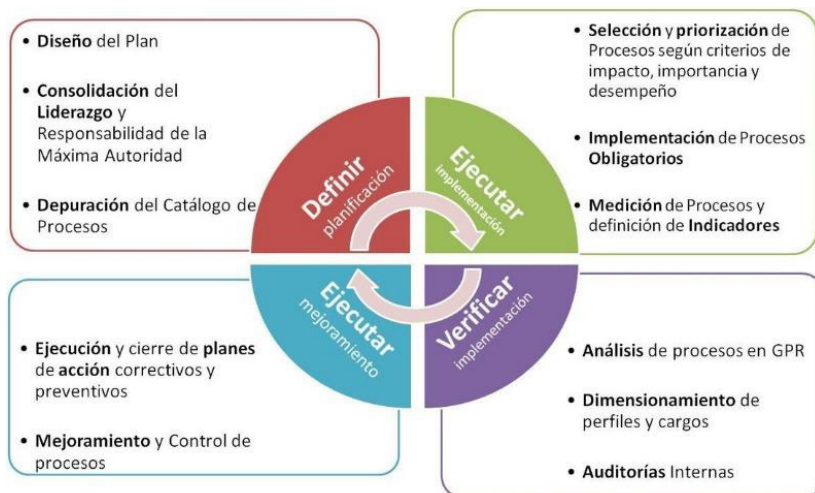 • Diseño del Plan
• Consolidación del
Liderazgo y
Responsabilidad de la
Máxima Autoridad
• Depuración del Catálogo de
Procesos
• Selección y priorización de
Procesos según criterios de
impacto, importancia y
desempeño
• Implementación de Procesos
Obligatorios
• Medición de Procesos y
definición de Indicadores
Definir
planificación
Ejecutar
implementación
Ejecutar
mejoramiento
Verificar
implementación
• Ejecución y cierre de planes
de acción correctivos y
preventivos
• Mejoramiento y Control de
procesos
• Análisis de procesos en GPR
• Dimensionamiento de
perfiles y cargos
• Auditorías Internas